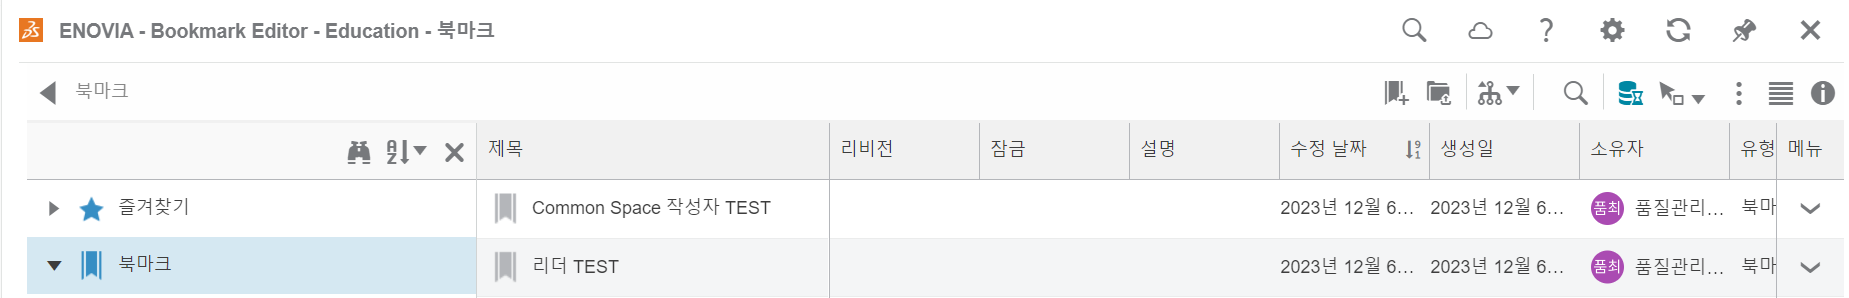 ENOVIA - Bookmark Editor - Education - 북마크
북마크
제목 리비전 잠금 설명 수정 날짜 생성일 소유자 유형 메뉴
즐겨찾기 Common Space 작성자 TEST 2023년 12월 6... 2023년 12월 6... 품최 품질관리... 북마
북마크 리더 TEST 2023년 12월 6... 2023년 12월 6... 품최 품질관리... 북마